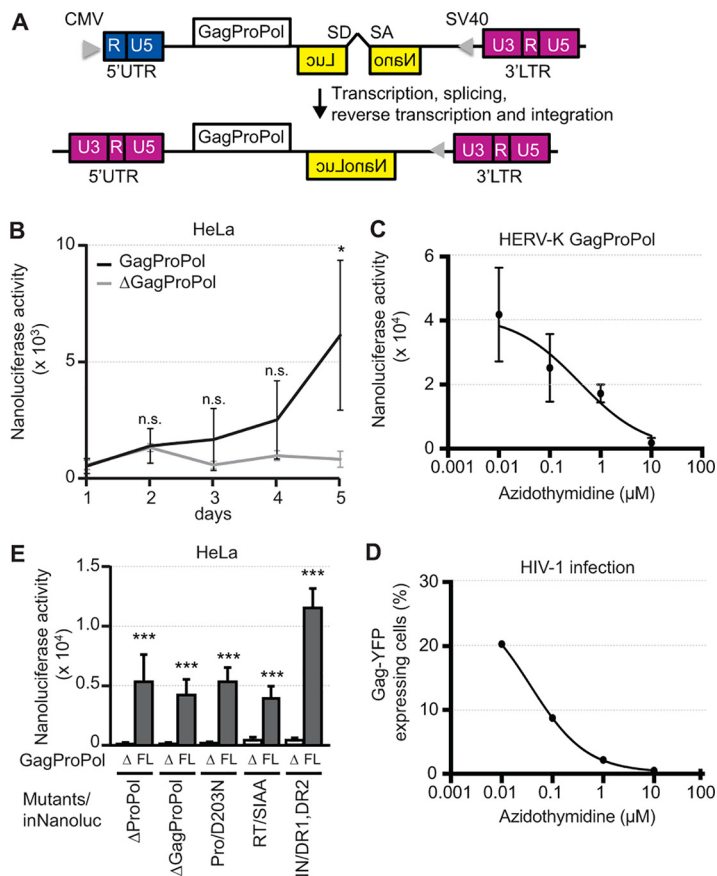 A
CMV
R U5
5'UTR
GagProPol
SD SA
Luc
Nano
SV40
U3 R U5
3'LTR
Transcription, splicing,
reverse transcription and integration
U3 R U5
5'UTR
GagProPol
NanoLuc
U3 R U5
3'LTR
B
HeLa
GagProPol
ΔGagProPol
Nanoluciferase activity
(x 10³)
10
5
0
n.s.
n.s.
n.s.
*
1 2 3 4 5
days
C
HERV-K GagProPol
Nanoluciferase activity
(x 10⁴)
6
4
2
0
0.001 0.01 0.1 1 10 100
Azidothymidine (µM)
D
HIV-1 infection
Gag-YFP
expressing cells (%)
30
20
10
0
0.001 0.01 0.1 1 10 100
Azidothymidine (µM)
E
HeLa
Nanoluciferase activity
(x 10⁴)
1.5
1.0
0.5
0
***
***
***
***
***
GagProPol Δ FL Δ FL Δ FL Δ FL Δ FL
Mutants/
inNanoluc
ΔProPol
ΔGagProPol
Pro/D203N
RT/SIAA
IN/DR1,DR2